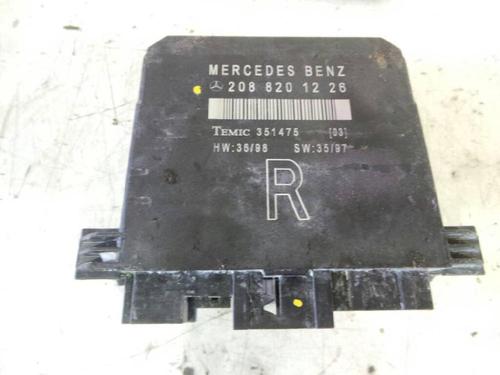 MERCEDES BENZ
208 820 12 26
TEMIC 351475 [03]
HW:36/98 SW:35/97
R